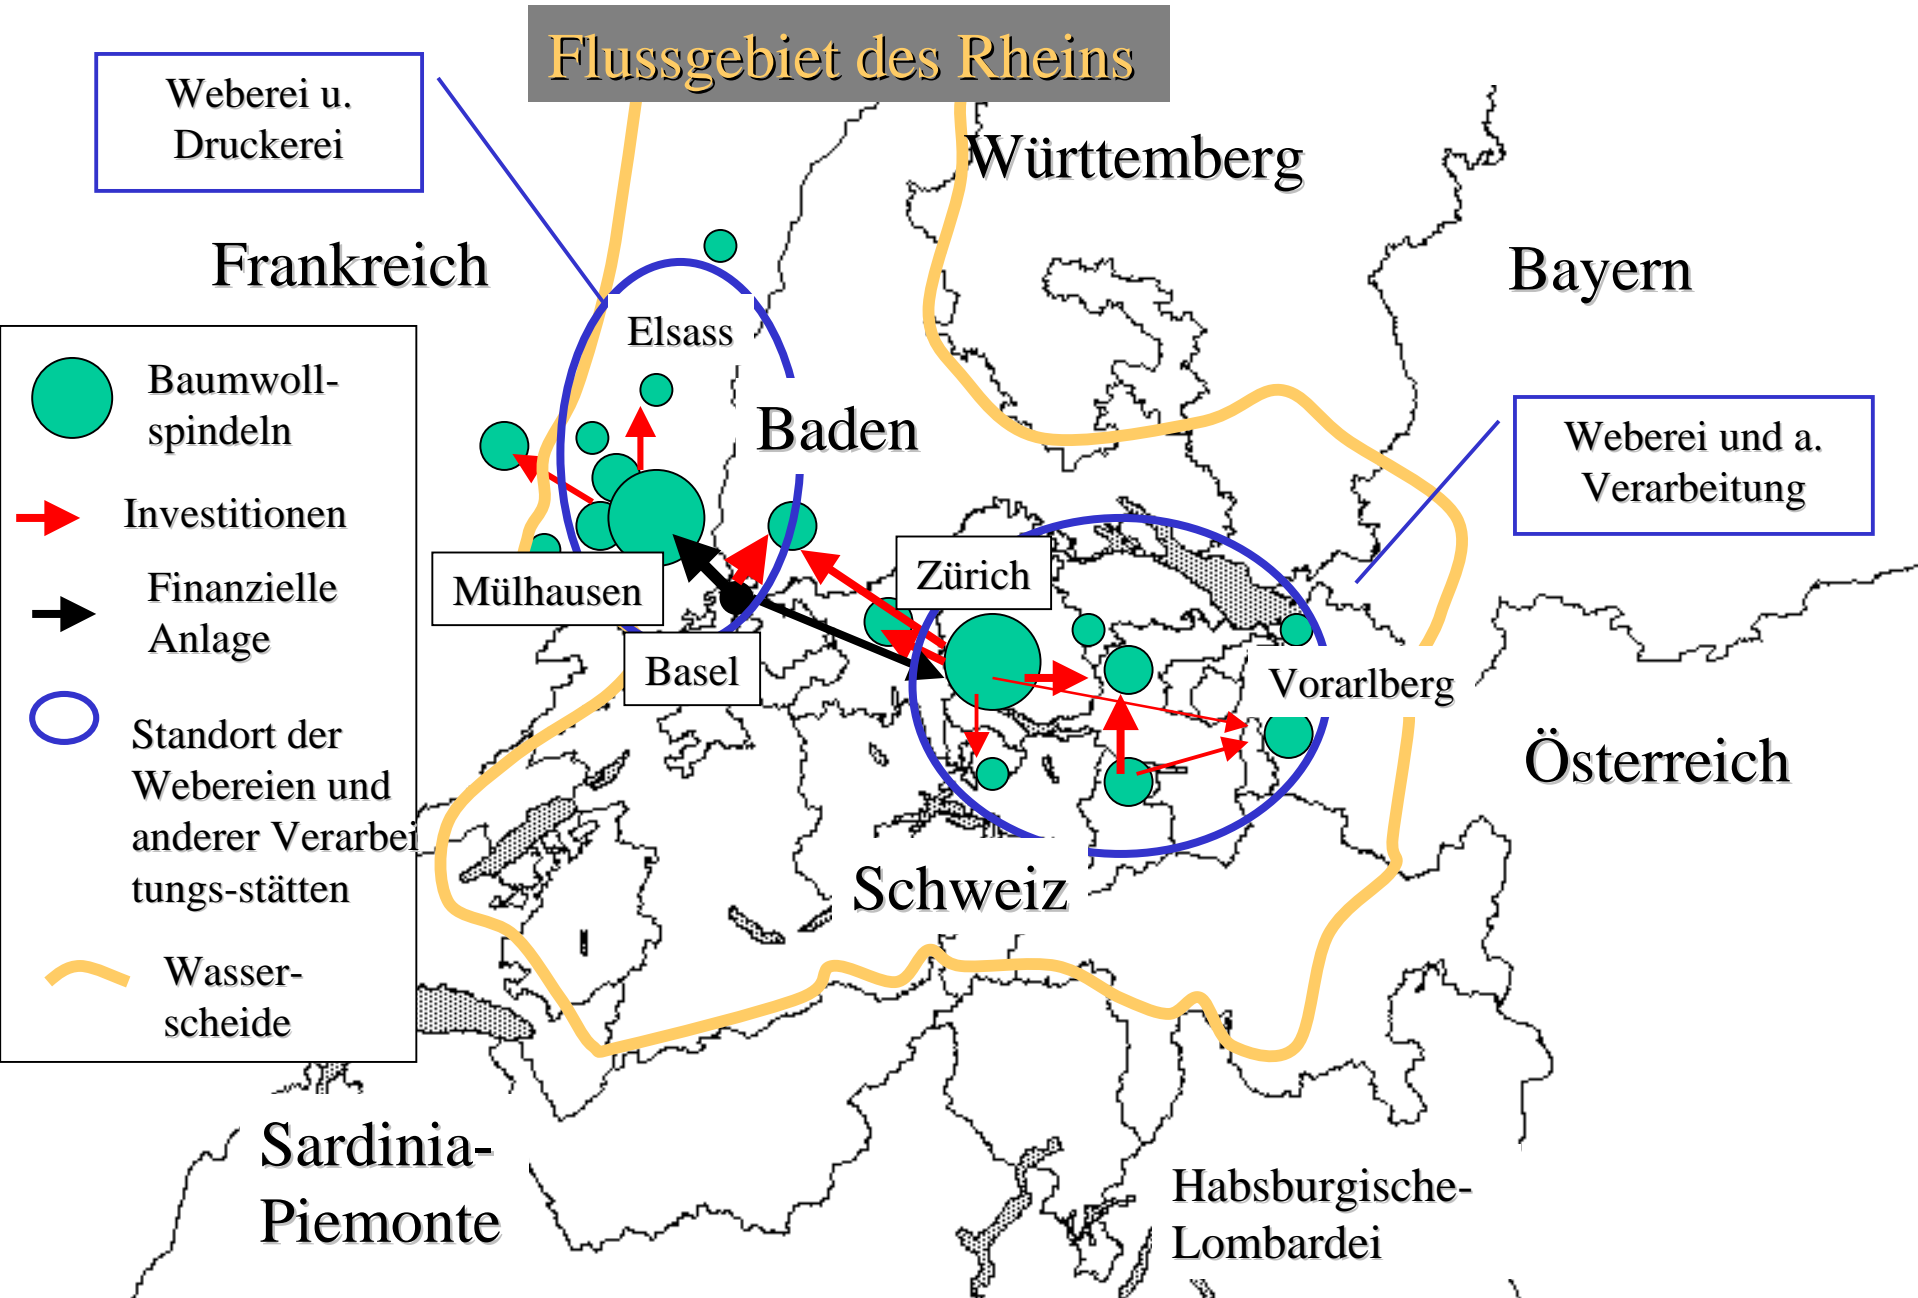 Flussgebiet des Rheins
Weberei u.
Druckerei
Württemberg
Frankreich
Bayern
Elsass
Baumwoll-
spindeln
Baden
Weberei und a.
Verarbeitung
Investitionen
Zürich
Finanzielle
Anlage
Mülhausen
Basel
Vorarlberg
Standort der
Webereien und
anderer Verarbei
tungs-stätten
Österreich
Schweiz
Wasser-
scheide
Sardinia-
Piemonte
Habsburgische-
Lombardei